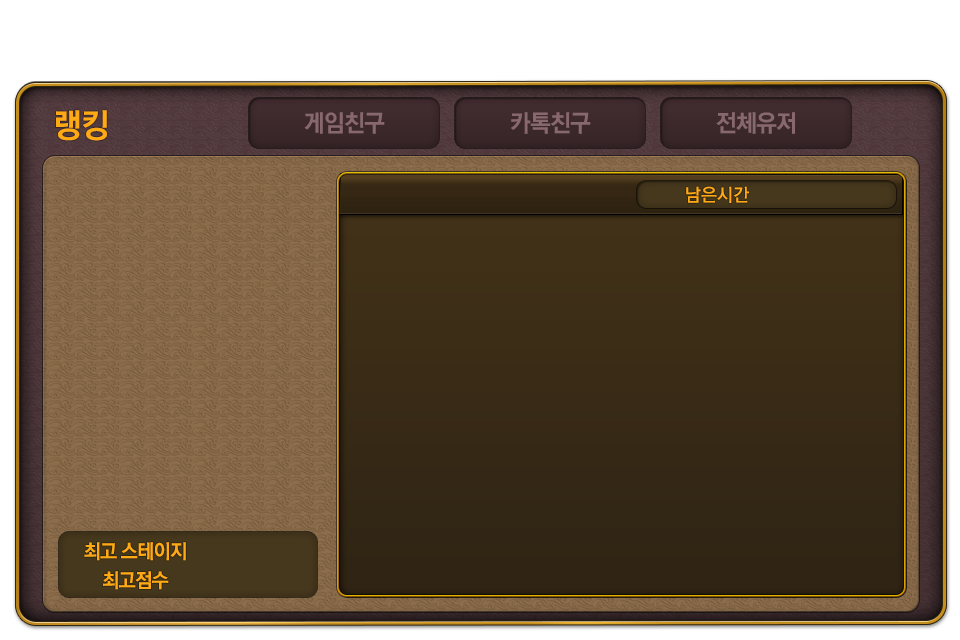 랭킹
게임친구
카톡친구
전체유저
남은시간
최고 스테이지
최고점수